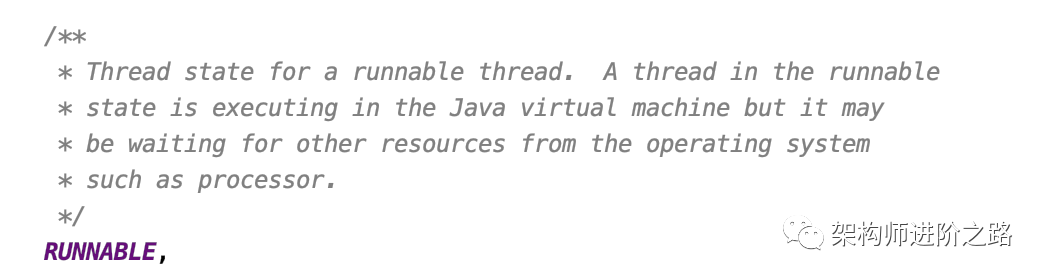 /**
* Thread state for a runnable thread.  A thread in the runnable
* state is executing in the Java virtual machine but it may
* be waiting for other resources from the operating system
* such as processor.
*/
RUNNABLE,
架构师进阶之路